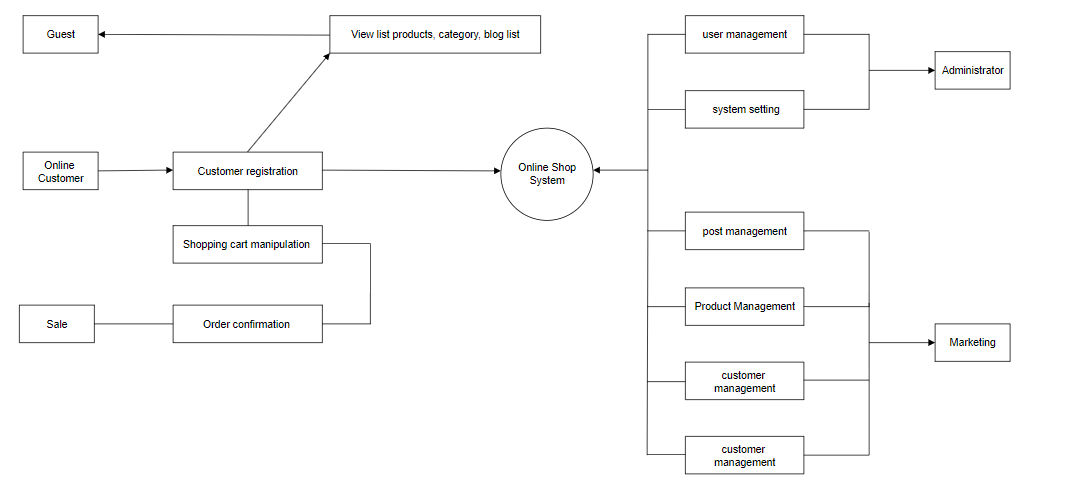 Guest
View list products, category, blog list
user management
Administrator
system setting
Online
Customer
Customer registration
Online Shop
System
Shopping cart manipulation
post management
Product Management
Sale
Order confirmation
Marketing
customer
management
customer
management